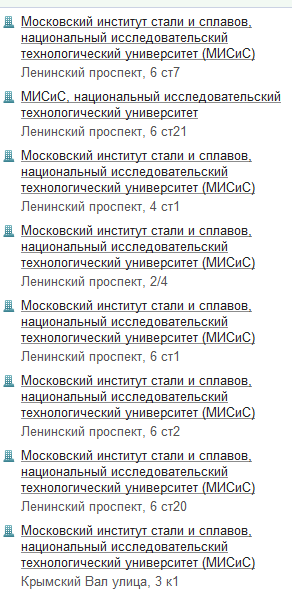 Московский институт стали и сплавов,
национальный исследовательский
технологический университет (МИСиС)
Ленинский проспект, 6 ст7
МИСиС, национальный исследовательский
технологический университет
Ленинский проспект, 6 ст21
Московский институт стали и сплавов,
национальный исследовательский
технологический университет (МИСиС)
Ленинский проспект, 4 ст1
Московский институт стали и сплавов,
национальный исследовательский
технологический университет (МИСиС)
Ленинский проспект, 2/4
Московский институт стали и сплавов,
национальный исследовательский
технологический университет (МИСиС)
Ленинский проспект, 6 ст1
Московский институт стали и сплавов,
национальный исследовательский
технологический университет (МИСиС)
Ленинский проспект, 6 ст2
Московский институт стали и сплавов,
национальный исследовательский
технологический университет (МИСиС)
Ленинский проспект, 6 ст20
Московский институт стали и сплавов,
национальный исследовательский
технологический университет (МИСиС)
Крымский Вал улица, 3 к1